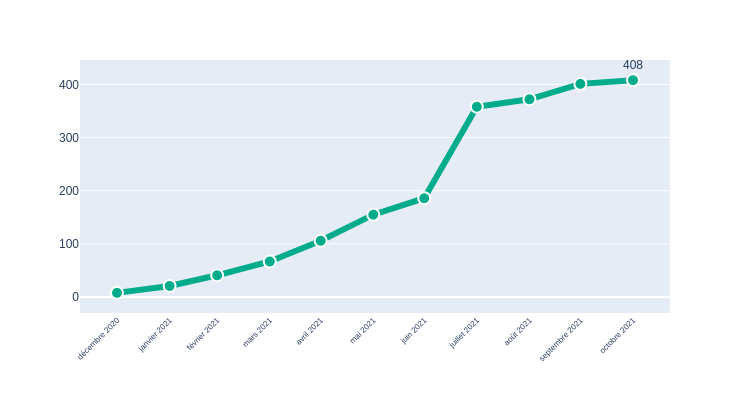 408
400
300
200
100
0
décembre 2020
janvier 2021
février 2021
mars 2021
avril 2021
mai 2021
juin 2021
juillet 2021
août 2021
septembre 2021
octobre 2021